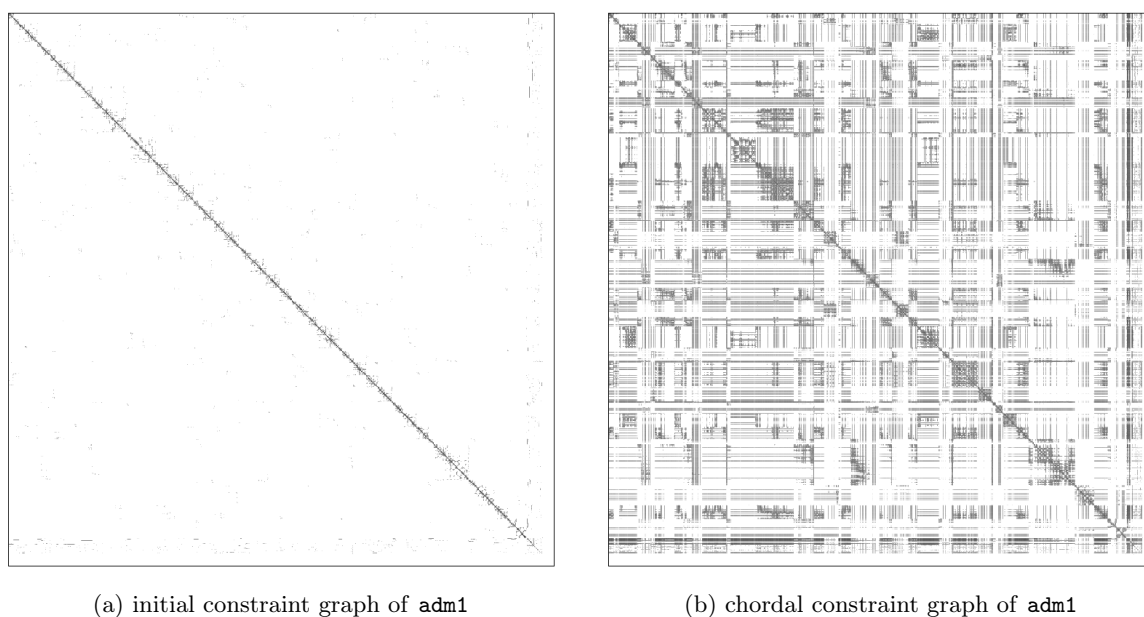 (a) initial constraint graph of adm1
(b) chordal constraint graph of adm1